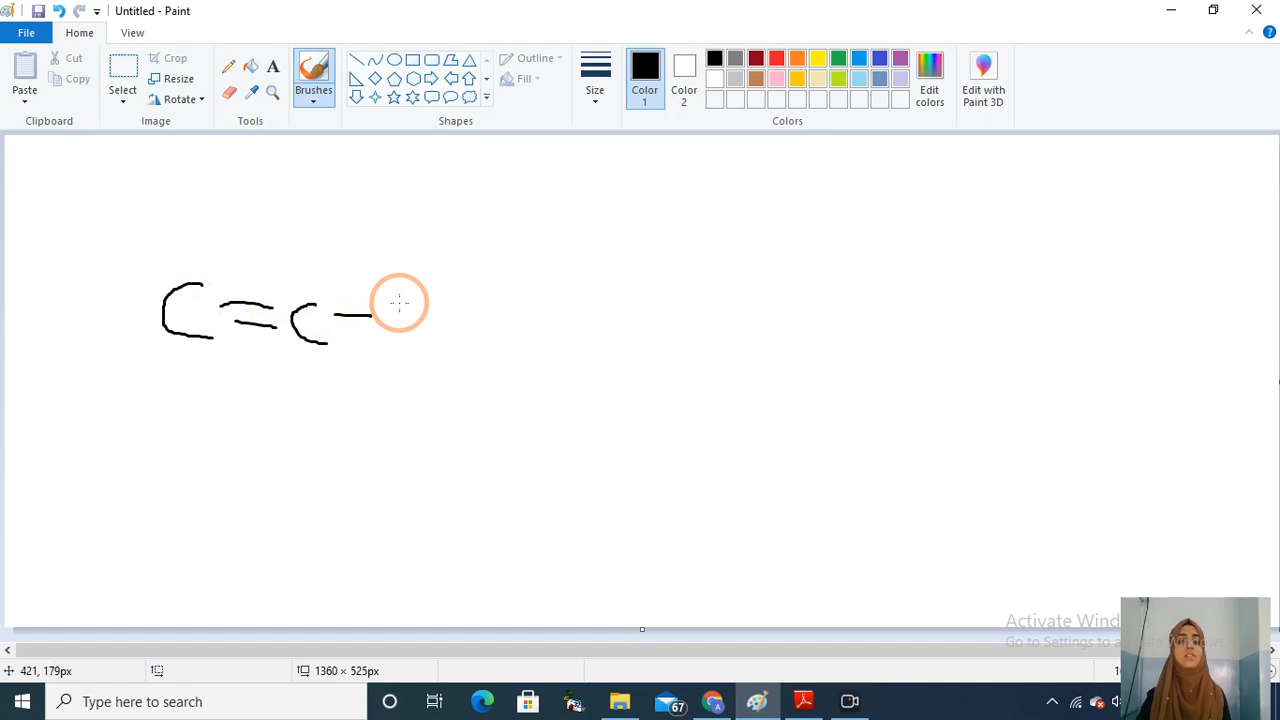 Untitled - Paint
File Home View
Paste Cut Copy Select Crop Resize Rotate A Brushes Outline Fill Size Color 1 Color 2 Edit colors Edit with Paint 3D
Clipboard Image Tools Shapes Colors
C = C —
Activate Wind
Go to Settings to activate Windows.
421, 179px 1360 × 525px
Type here to search 67